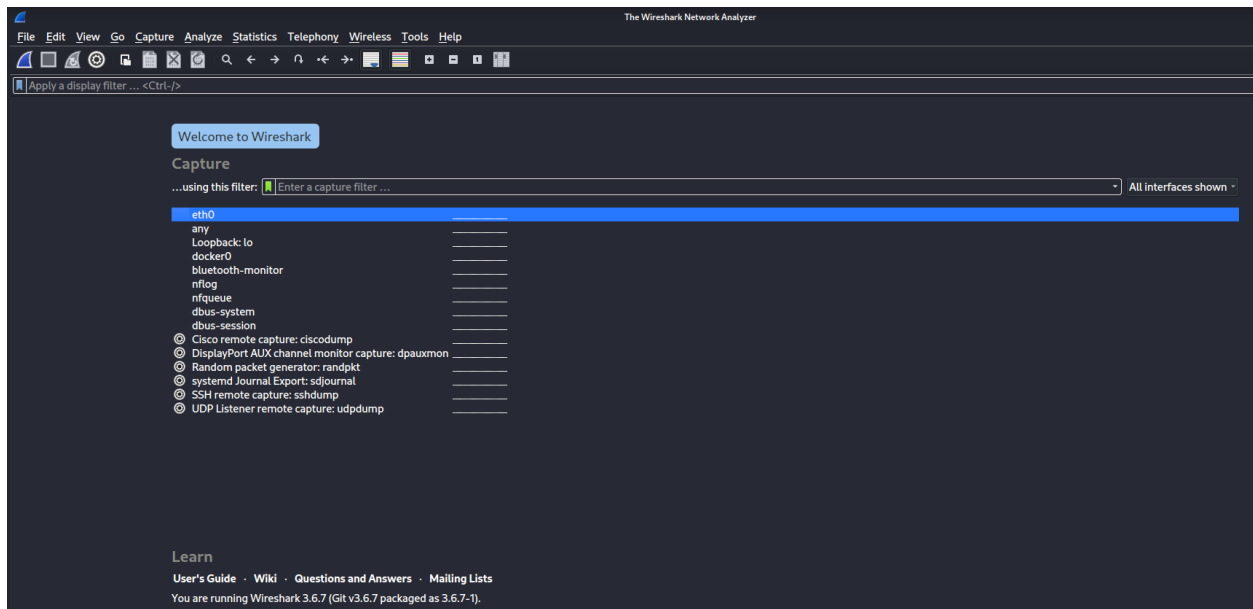 The Wireshark Network Analyzer
File Edit View Go Capture Analyze Statistics Telephony Wireless Tools Help
Apply a display filter ... <Ctrl-/>
Welcome to Wireshark
Capture
...using this filter: Enter a capture filter ... All interfaces shown
eth0
any
Loopback: lo
docker0
bluetooth-monitor
nflog
nfqueue
dbus-system
dbus-session
Cisco remote capture: ciscodump
DisplayPort AUX channel monitor capture: dpauxmon
Random packet generator: randpkt
systemd Journal Export: sdjournal
SSH remote capture: sshdump
UDP Listener remote capture: udpdump
Learn
User's Guide · Wiki · Questions and Answers · Mailing Lists
You are running Wireshark 3.6.7 (Git v3.6.7 packaged as 3.6.7-1).